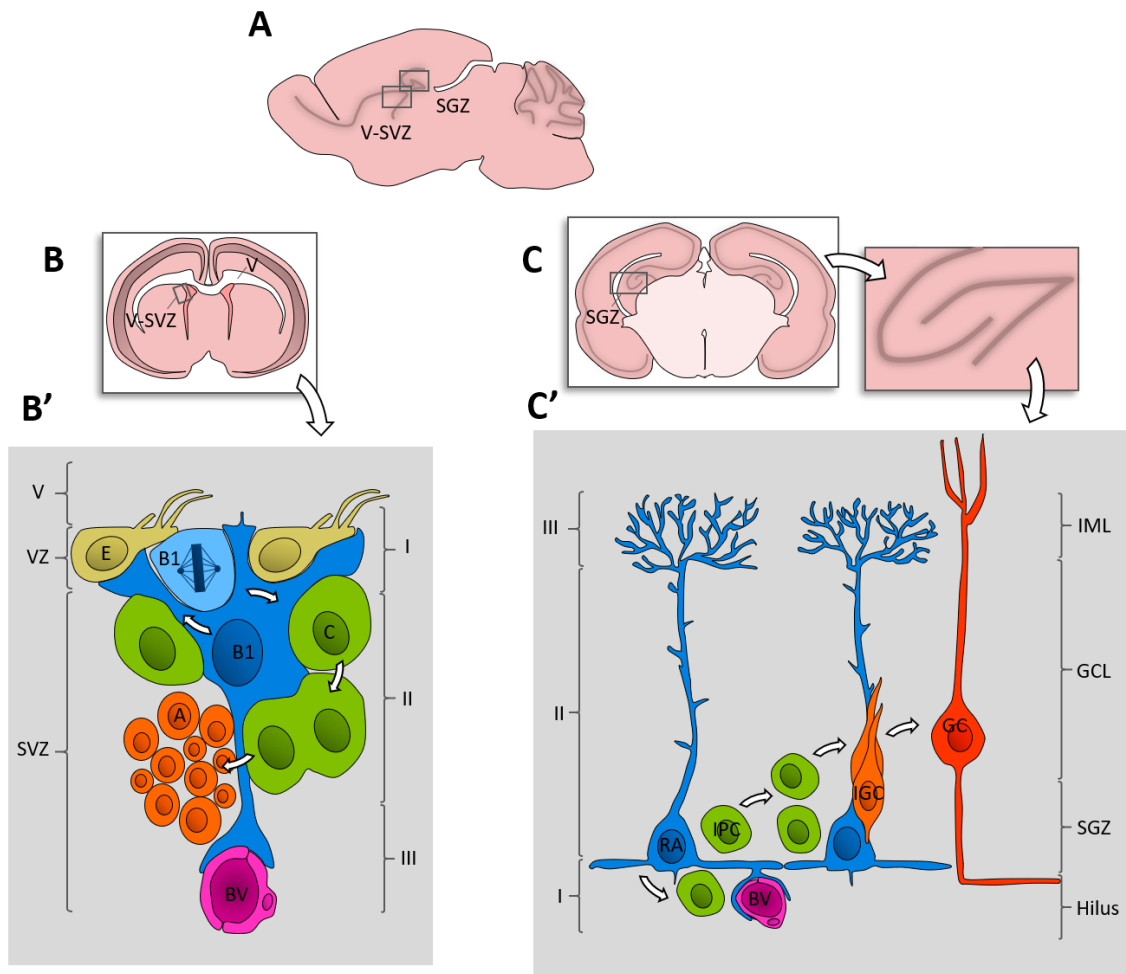 A
SGZ
V-SVZ
B
V
V-SVZ
C
SGZ
B'
V
VZ
SVZ
E
B1
B1
C
A
BV
I
II
III
C'
III
II
I
RA
IPC
IGC
GC
BV
IML
GCL
SGZ
Hilus